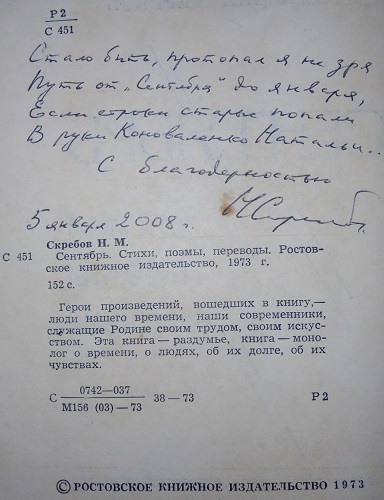 Р 2
С 451
Стало быть, протопал я не зря
Путь от „Сентября“ до января,
Если строки старые попали
В руки Коноваленко Натальи..
С благодарностью
НСкребов
5 января 2008 г.
Скребов Н. М.
С 451 Сентябрь. Стихи, поэмы, переводы. Ростов-
ское книжное издательство, 1973 г.
152 с.
Герои произведений, вошедших в книгу,—
люди нашего времени, наши современники,
служащие Родине своим трудом, своим искус-
ством. Эта книга — раздумье, книга — моно-
лог о времени, о людях, об их долге, об их
чувствах.
С 0742—037 38 — 73 Р 2
М156 (03) — 73
© РОСТОВСКОЕ КНИЖНОЕ ИЗДАТЕЛЬСТВО 1973